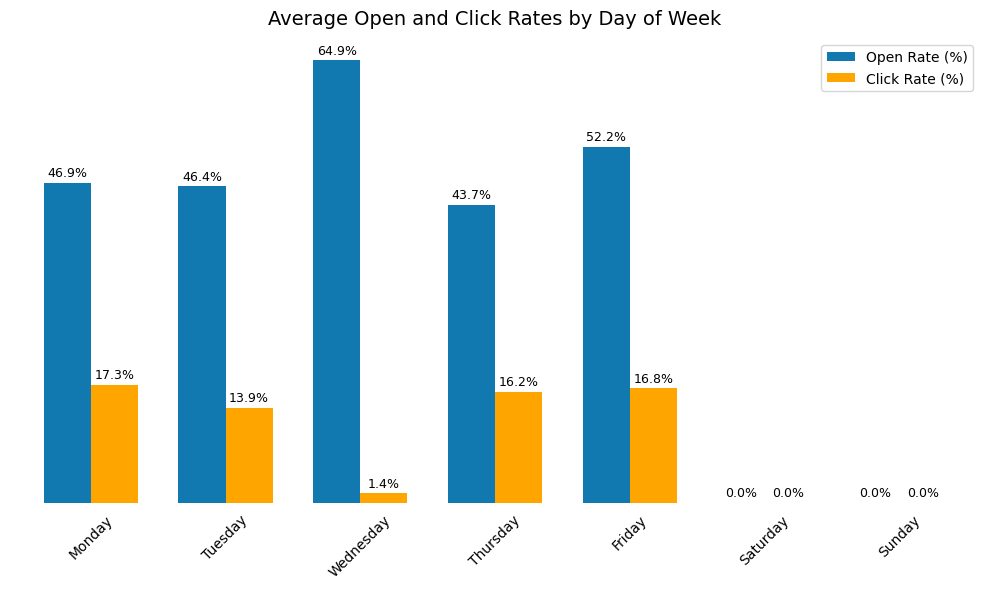 Average Open and Click Rates by Day of Week
Open Rate (%)
Click Rate (%)
46.9%
17.3%
46.4%
13.9%
64.9%
1.4%
43.7%
16.2%
52.2%
16.8%
0.0%
0.0%
0.0%
0.0%
Monday
Tuesday
Wednesday
Thursday
Friday
Saturday
Sunday